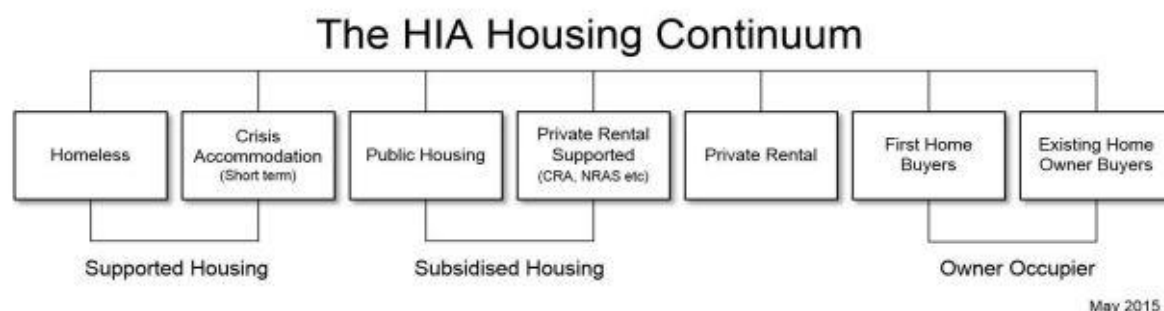 The HIA Housing Continuum
Homeless
Crisis
Accommodation
(Short term)
Public Housing
Private Rental
Supported
(CRA, NRAS etc)
Private Rental
First Home
Buyers
Existing Home
Owner Buyers
Supported Housing
Subsidised Housing
Owner Occupier
May 2015